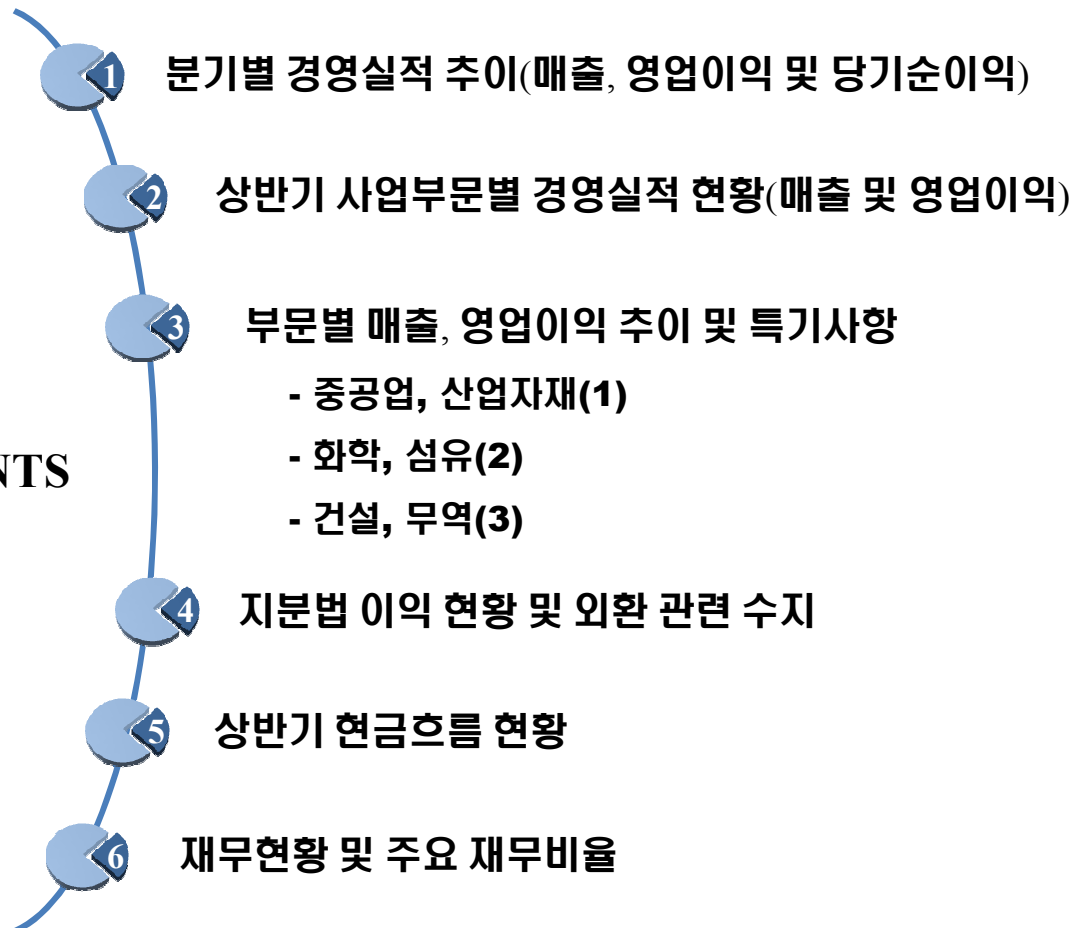 1 분기별 경영실적 추이(매출, 영업이익 및 당기순이익)
2 상반기 사업부문별 경영실적 현황(매출 및 영업이익)
3 부문별 매출, 영업이익 추이 및 특기사항
- 중공업, 산업자재(1)
- 화학, 섬유(2)
NTS
- 건설, 무역(3)
4 지분법 이익 현황 및 외환 관련 수지
5 상반기 현금흐름 현황
6 재무현황 및 주요 재무비율